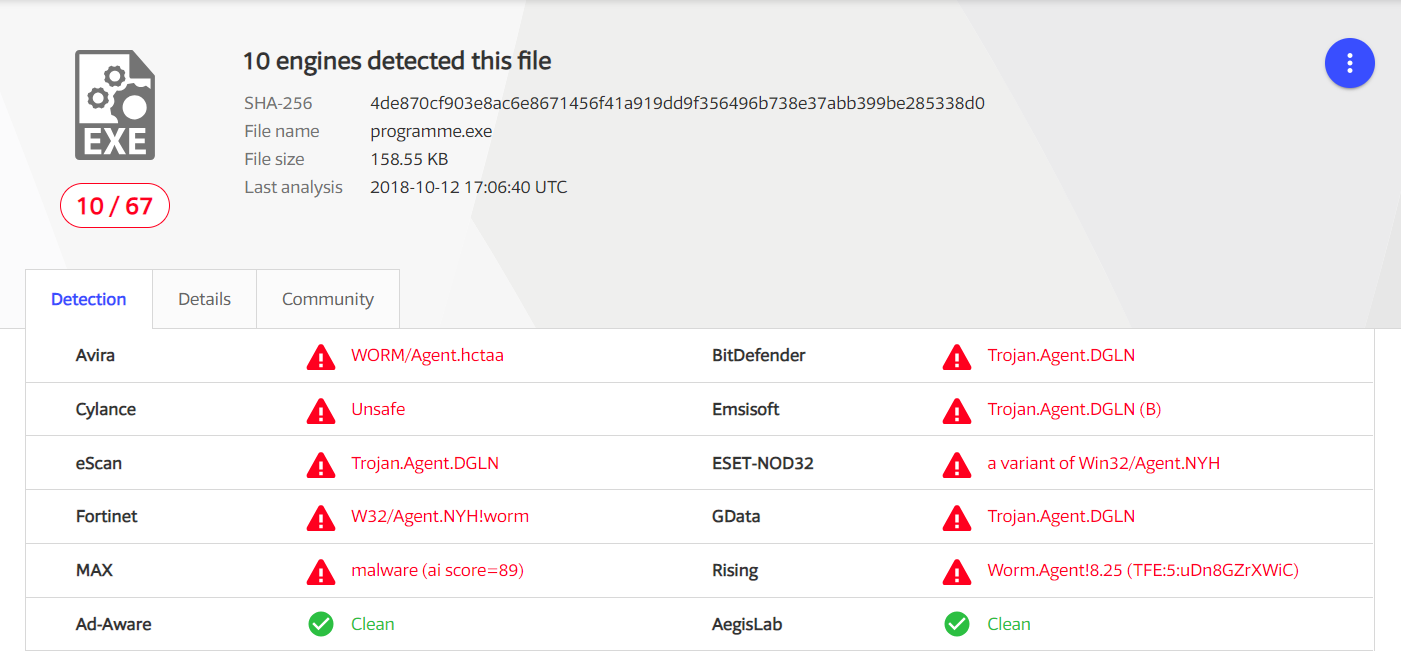 10 engines detected this file
SHA-256 4de870cf903e8ac6e8671456f41a919dd9f356496b738e37abb399be285338d0
File name programme.exe
EXE
File size 158.55 KB
Last analysis 2018-10-12 17:06:40 UTC
10 / 67
Detection Details Community
Avira WORM/Agent.hctaa BitDefender Trojan.Agent.DGLN
Cylance Unsafe Emsisoft Trojan.Agent.DGLN (B)
eScan Trojan.Agent.DGLN ESET-NOD32 a variant of Win32/Agent.NYH
Fortinet W32/Agent.NYH!worm GData Trojan.Agent.DGLN
MAX malware (ai score=89) Rising Worm.Agent!8.25 (TFE:5:uDn8GZrXWiC)
Ad-Aware Clean AegisLab Clean